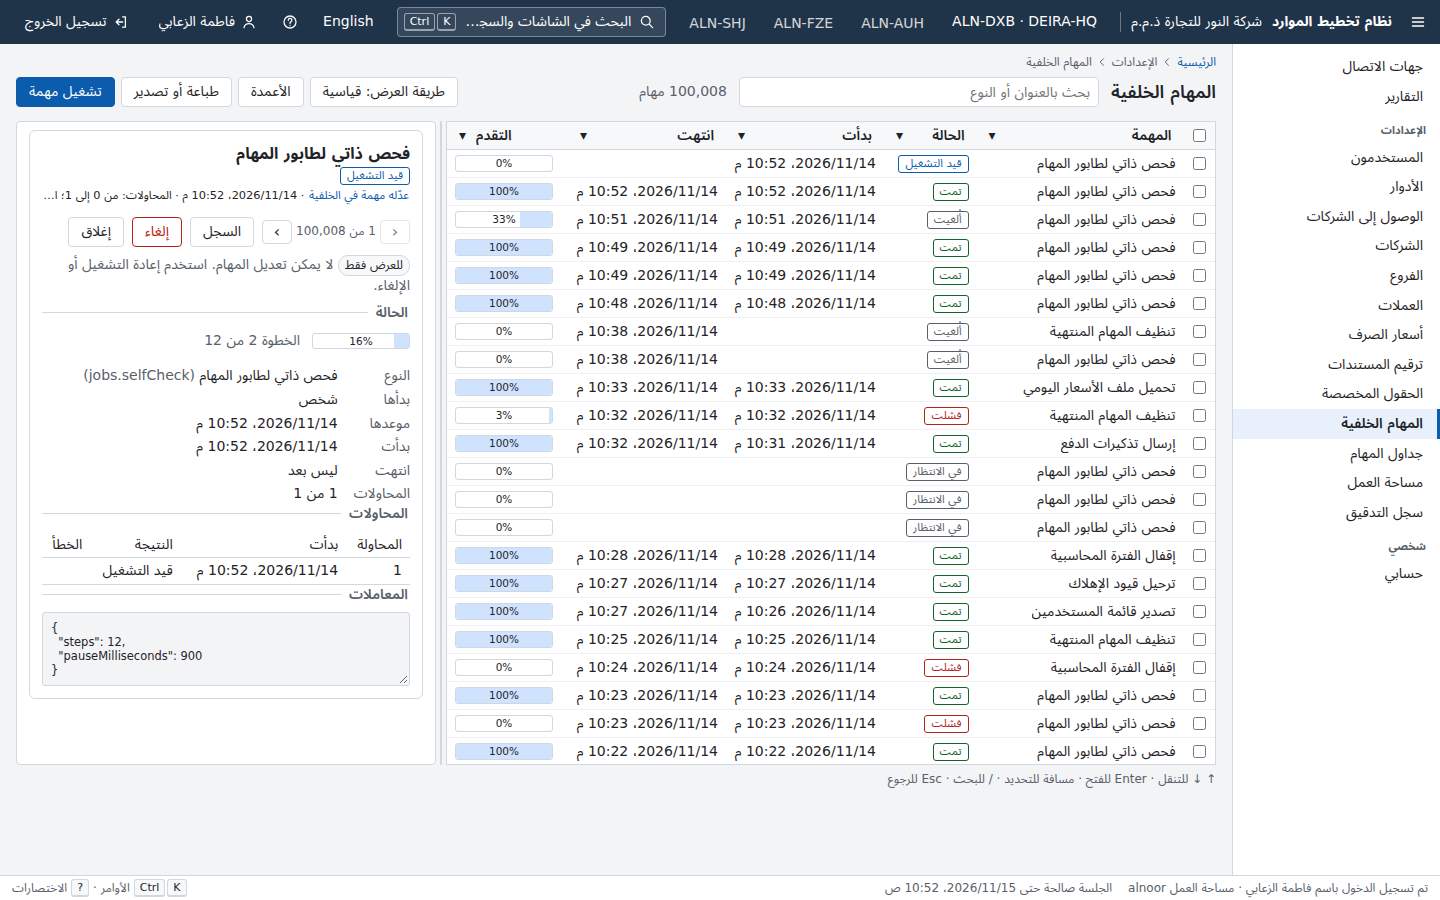 نظام تخطيط الموارد شركة النور للتجارة ذ.م.م ALN-DXB · DEIRA-HQ ALN-AUH ALN-FZE ALN-SHJ البحث في الشاشات والسج... Ctrl K English فاطمة الزعابي تسجيل الخروج
جهات الاتصال
التقارير
الإعدادات
المستخدمون
الأدوار
الوصول إلى الشركات
الشركات
الفروع
العملات
أسعار الصرف
ترقيم المستندات
الحقول المخصصة
المهام الخلفية
جداول المهام
مساحة العمل
سجل التدقيق
شخصي
حسابي
الرئيسية › الإعدادات › المهام الخلفية
المهام الخلفية بحث بالعنوان أو النوع 100,008 مهام طريقة العرض: قياسية الأعمدة طباعة أو تصدير تشغيل مهمة
المهمة ▼ الحالة ▼ بدأت ▼ انتهت ▼ التقدم ▼
فحص ذاتي لطابور المهام قيد التشغيل 2026/11/14، 10:52 م 0%
فحص ذاتي لطابور المهام تمت 2026/11/14، 10:52 م 2026/11/14، 10:52 م 100%
فحص ذاتي لطابور المهام ألغيت 2026/11/14، 10:51 م 2026/11/14، 10:51 م 33%
فحص ذاتي لطابور المهام تمت 2026/11/14، 10:49 م 2026/11/14، 10:49 م 100%
فحص ذاتي لطابور المهام تمت 2026/11/14، 10:49 م 2026/11/14، 10:49 م 100%
فحص ذاتي لطابور المهام تمت 2026/11/14، 10:48 م 2026/11/14، 10:48 م 100%
تنظيف المهام المنتهية ألغيت 2026/11/14، 10:38 م 0%
فحص ذاتي لطابور المهام ألغيت 2026/11/14، 10:38 م 0%
تحميل ملف الأسعار اليومي تمت 2026/11/14، 10:33 م 2026/11/14، 10:33 م 100%
تنظيف المهام المنتهية فشلت 2026/11/14، 10:32 م 2026/11/14، 10:32 م 3%
إرسال تذكيرات الدفع تمت 2026/11/14، 10:31 م 2026/11/14، 10:32 م 100%
فحص ذاتي لطابور المهام في الانتظار 0%
فحص ذاتي لطابور المهام في الانتظار 0%
فحص ذاتي لطابور المهام في الانتظار 0%
إقفال الفترة المحاسبية تمت 2026/11/14، 10:28 م 2026/11/14، 10:28 م 100%
ترحيل قيود الإهلاك تمت 2026/11/14، 10:27 م 2026/11/14، 10:27 م 100%
تصدير قائمة المستخدمين تمت 2026/11/14، 10:26 م 2026/11/14، 10:27 م 100%
تنظيف المهام المنتهية تمت 2026/11/14، 10:25 م 2026/11/14، 10:25 م 100%
إقفال الفترة المحاسبية فشلت 2026/11/14، 10:24 م 2026/11/14، 10:24 م 0%
فحص ذاتي لطابور المهام تمت 2026/11/14، 10:23 م 2026/11/14، 10:23 م 100%
فحص ذاتي لطابور المهام فشلت 2026/11/14، 10:23 م 2026/11/14، 10:23 م 0%
فحص ذاتي لطابور المهام تمت 2026/11/14، 10:22 م 2026/11/14، 10:22 م 100%
↑ ↓ للتنقل · Enter للفتح · مسافة للتحديد · / للبحث · Esc للرجوع
فحص ذاتي لطابور المهام
قيد التشغيل
عدّله مهمة في الخلفية · 2026/11/14، 10:52 م · المحاولات: من 0 إلى 1؛ ا...
1 من 100,008 السجل إلغاء إغلاق
للعرض فقط لا يمكن تعديل المهام. استخدم إعادة التشغيل أو
الإلغاء.
الحالة
16% الخطوة 2 من 12
النوع فحص ذاتي لطابور المهام (jobs.selfCheck)
بدأها شخص
موعدها 2026/11/14، 10:52 م
بدأت 2026/11/14، 10:52 م
انتهت ليس بعد
المحاولات 1 من 1
المحاولات
المحاولة بدأت النتيجة الخطأ
1 2026/11/14، 10:52 م قيد التشغيل
المعاملات
{
"steps": 12,
"pauseMilliseconds": 900
}
تم تسجيل الدخول باسم فاطمة الزعابي · مساحة العمل alnoor الجلسة صالحة حتى 2026/11/15، 10:52 ص Ctrl K الأوامر · ? الاختصارات